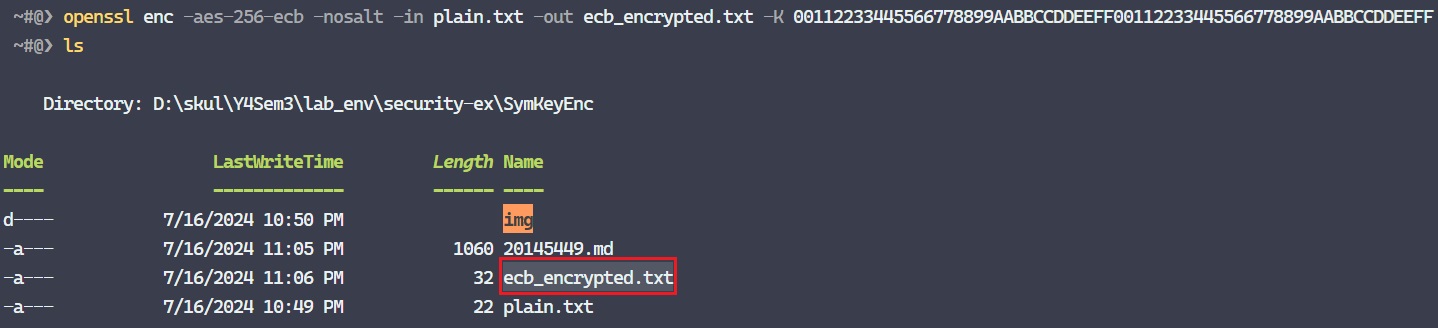 ~#@❯ openssl enc -aes-256-ecb -nosalt -in plain.txt -out ecb_encrypted.txt -K 00112233445566778899AABBCCDDEEFF00112233445566778899AABBCCDDEEFF
~#@❯ ls
Directory: D:\skul\Y4Sem3\lab_env\security-ex\SymKeyEnc
Mode LastWriteTime Length Name
---- ------------- ------ ----
d---- 7/16/2024 10:50 PM img
-a--- 7/16/2024 11:05 PM 1060 20145449.md
-a--- 7/16/2024 11:06 PM 32 ecb_encrypted.txt
-a--- 7/16/2024 10:49 PM 22 plain.txt